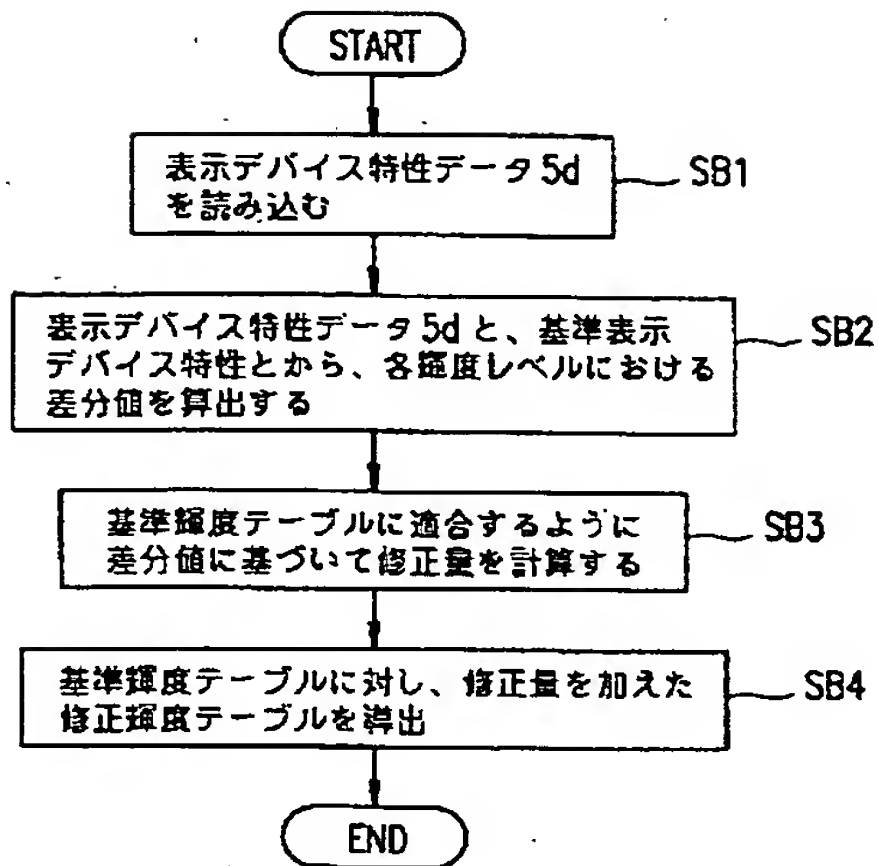 START
表示デバイス特性データ5d
を読み込む
SB1
表示デバイス特性データ5dと、基準表示
デバイス特性とから、各輝度レベルにおける
差分値を算出する
SB2
基準輝度テーブルに適合するように
差分値に基づいて修正量を計算する
SB3
基準輝度テーブルに対し、修正量を加えた
修正輝度テーブルを導出
SB4
END